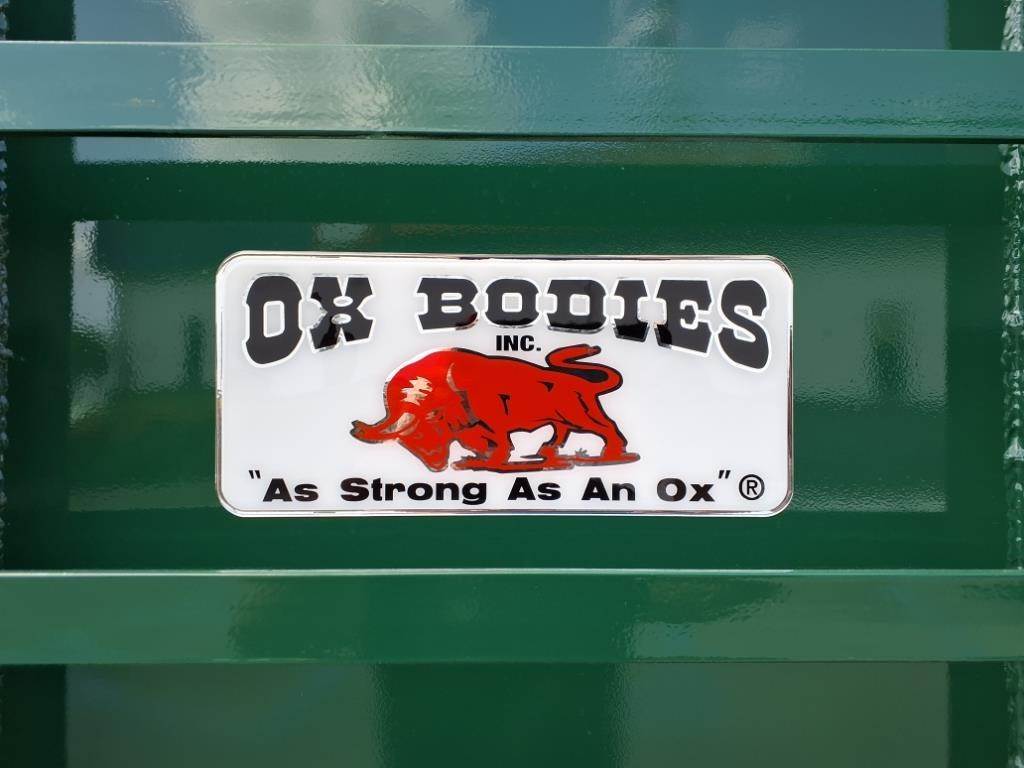 OX BODIES
INC.
"As Strong As An Ox" ®